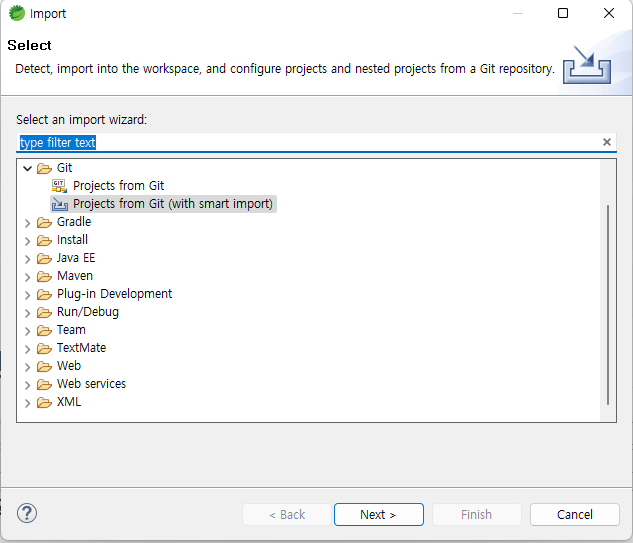 Import
Select
Detect, import into the workspace, and configure projects and nested projects from a Git repository.
Select an import wizard:
type filter text
Git
GIT
Projects from Git
Projects from Git (with smart import)
Gradle
Install
Java EE
Maven
Plug-in Development
Run/Debug
Team
TextMate
Web
Web services
XML
?
< Back
Next >
Finish
Cancel